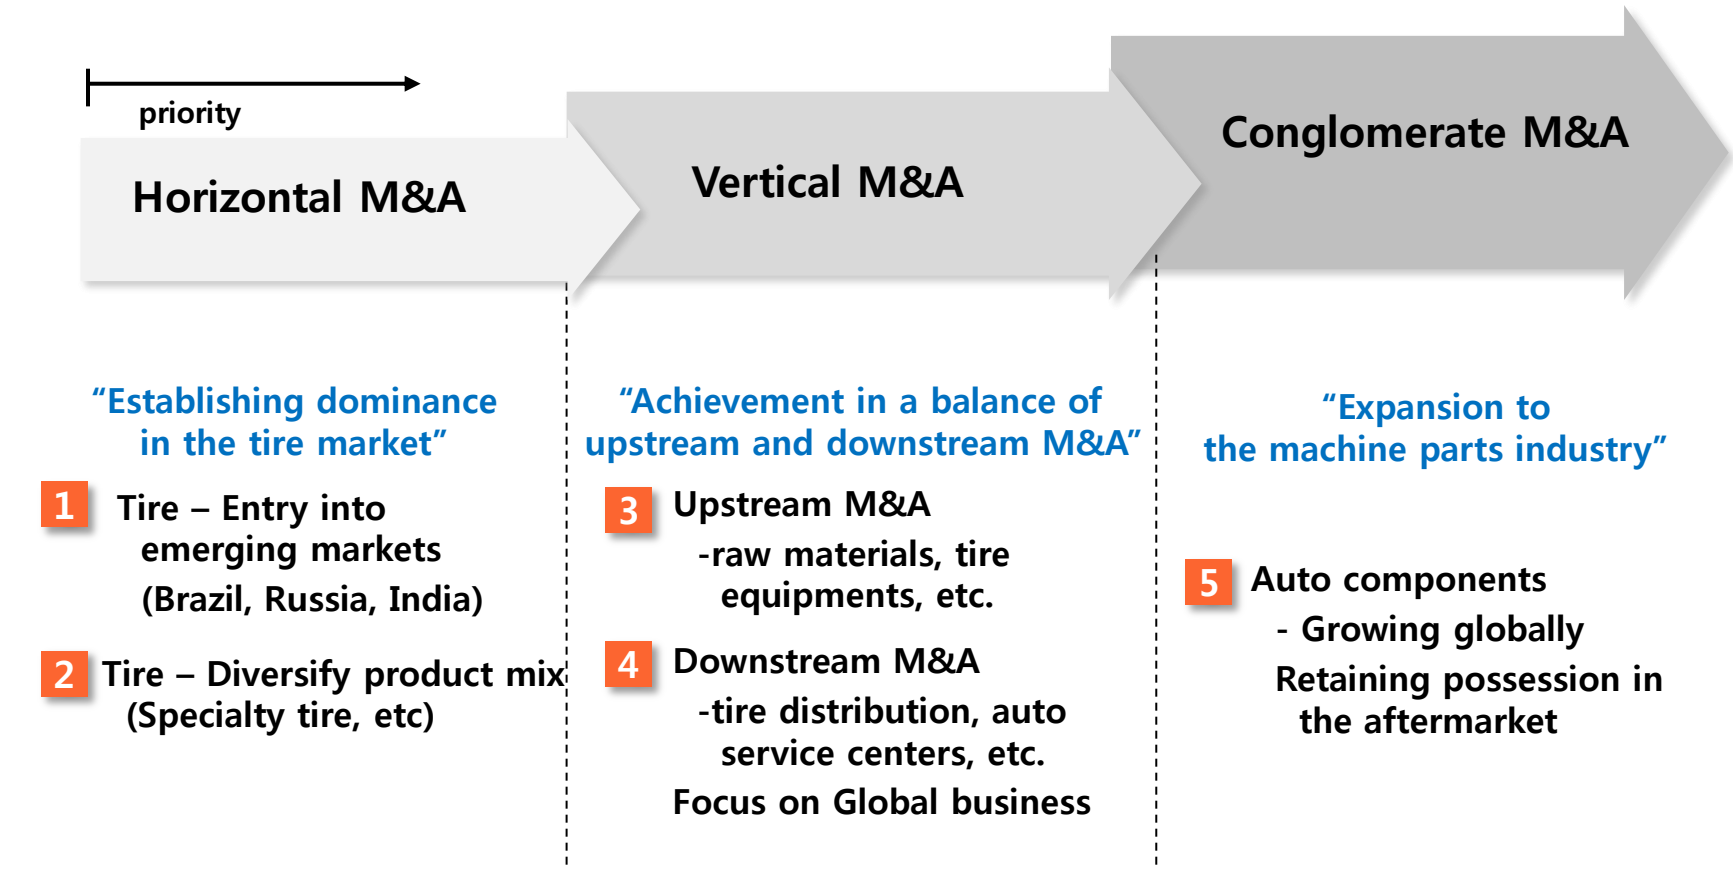 priority
Horizontal M&A
Vertical M&A
Conglomerate M&A
“Establishing dominance
in the tire market”
1 Tire – Entry into
emerging markets
(Brazil, Russia, India)
2 Tire – Diversify product mix
(Specialty tire, etc)
“Achievement in a balance of
upstream and downstream M&A”
3 Upstream M&A
-raw materials, tire
equipments, etc.
4 Downstream M&A
-tire distribution, auto
service centers, etc.
Focus on Global business
“Expansion to
the machine parts industry”
5 Auto components
- Growing globally
Retaining possession in
the aftermarket